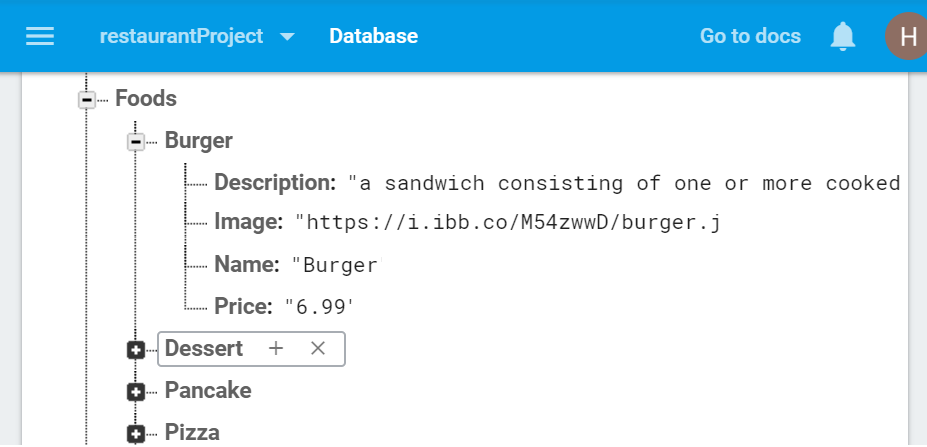 restaurantProject Database Go to docs H
Foods
Burger
Description: "a sandwich consisting of one or more cooked
Image: "https://i.ibb.co/M54zwwD/burger.j
Name: "Burger
Price: "6.99'
Dessert + ×
Pancake
Pizza